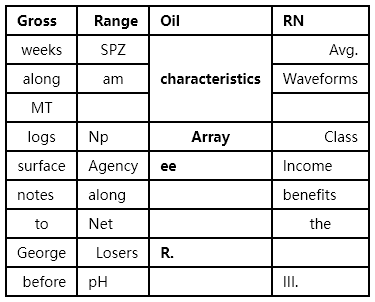 Gross Range Oil RN
weeks SPZ characteristics Avg.
along am Waveforms
MT
logs Np Array Class
surface Agency ee Income
notes along benefits
to Net the
George Losers R.
before pH III.